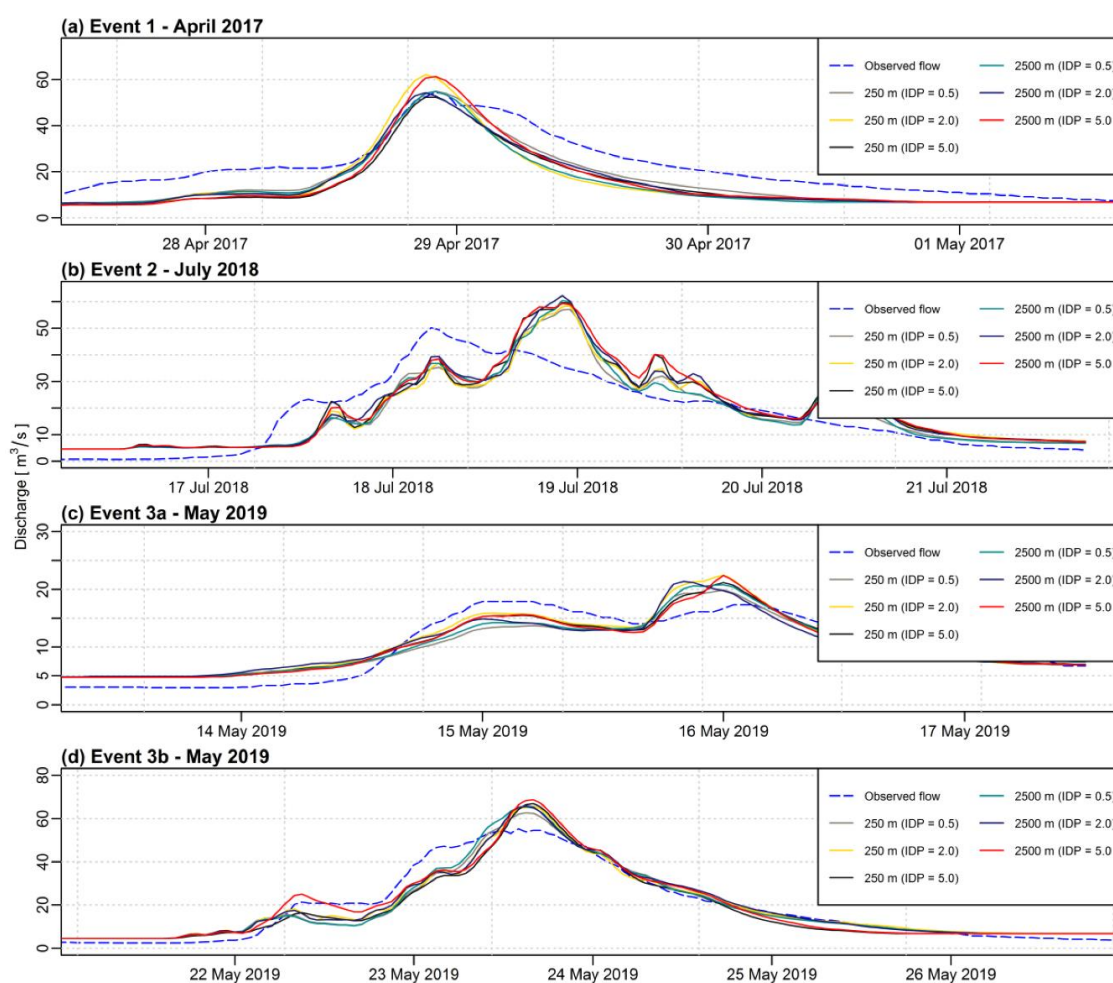 (a) Event 1 - April 2017
60
40
20
0
Observed flow
250 m (IDP = 0.5)
250 m (IDP = 2.0)
250 m (IDP = 5.0)
2500 m (IDP = 0.5)
2500 m (IDP = 2.0)
2500 m (IDP = 5.0
28 Apr 2017 29 Apr 2017 30 Apr 2017 01 May 2017
(b) Event 2 - July 2018
50
30
10
0
Observed flow
250 m (IDP = 0.5)
250 m (IDP = 2.0)
250 m (IDP = 5.0)
2500 m (IDP = 0.5)
2500 m (IDP = 2.0)
2500 m (IDP = 5.0
17 Jul 2018 18 Jul 2018 19 Jul 2018 20 Jul 2018 21 Jul 2018
Discharge [ m³/s ]
(c) Event 3a - May 2019
30
20
10
5
0
Observed flow
250 m (IDP = 0.5)
250 m (IDP = 2.0)
250 m (IDP = 5.0)
2500 m (IDP = 0.5)
2500 m (IDP = 2.0)
2500 m (IDP = 5.0
14 May 2019 15 May 2019 16 May 2019 17 May 2019
(d) Event 3b - May 2019
80
60
40
20
0
Observed flow
250 m (IDP = 0.5)
250 m (IDP = 2.0)
250 m (IDP = 5.0)
2500 m (IDP = 0.5)
2500 m (IDP = 2.0)
2500 m (IDP = 5.0
22 May 2019 23 May 2019 24 May 2019 25 May 2019 26 May 2019